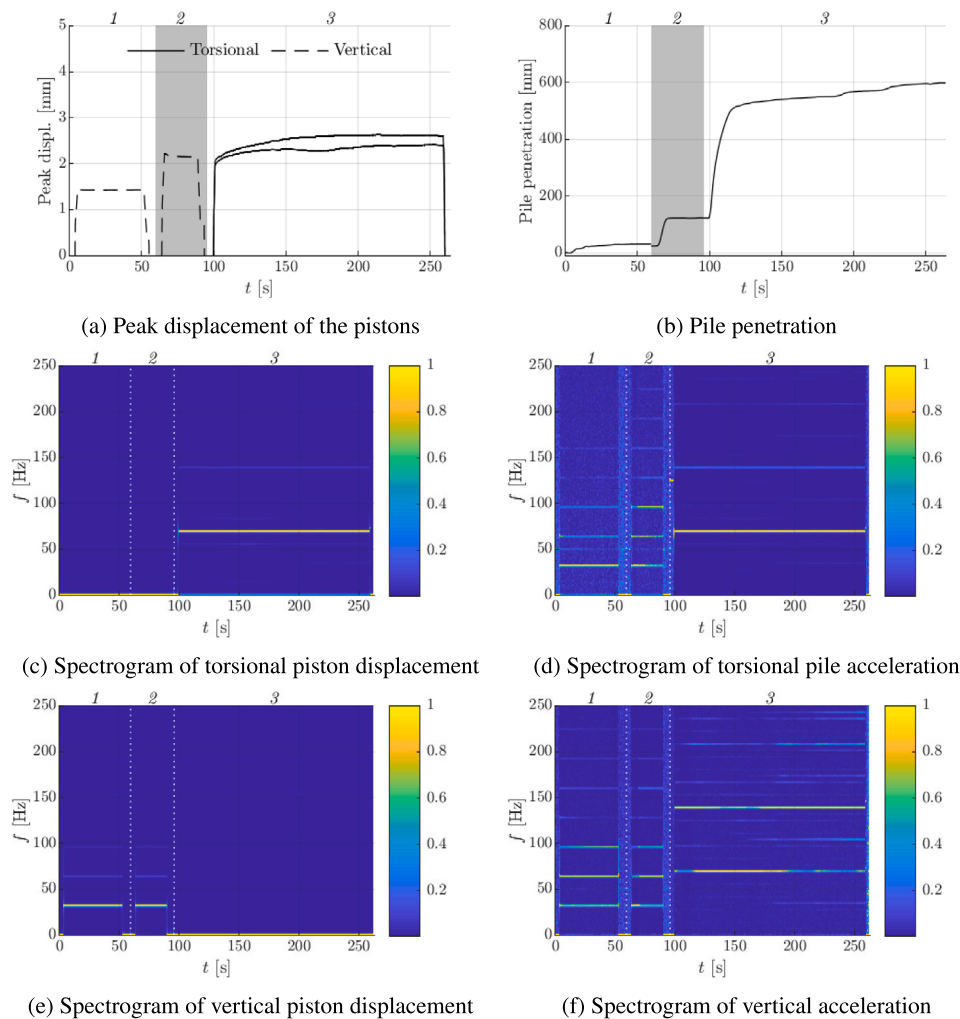 1 2 3
5
4
3
2
1
0
Torsional Vertical
Peak displ. [mm]
0 50 100 150 200 250
t [s]
(a) Peak displacement of the pistons
1 2 3
800
600
400
200
0
Pile penetration [mm]
0 100 200
t [s]
(b) Pile penetration
1 2 3
250
200
150
100
50
0
f [Hz]
0 50 100 150 200 250
t [s]
1
0.8
0.6
0.4
0.2
(c) Spectrogram of torsional piston displacement
1 2 3
250
200
150
100
50
0
f [Hz]
0 50 100 150 200 250
t [s]
1
0.8
0.6
0.4
0.2
(d) Spectrogram of torsional pile acceleration
1 2 3
250
200
150
100
50
0
f [Hz]
0 50 100 150 200 250
t [s]
1
0.8
0.6
0.4
0.2
(e) Spectrogram of vertical piston displacement
1 2 3
250
200
150
100
50
0
f [Hz]
0 50 100 150 200 250
t [s]
1
0.8
0.6
0.4
0.2
(f) Spectrogram of vertical acceleration